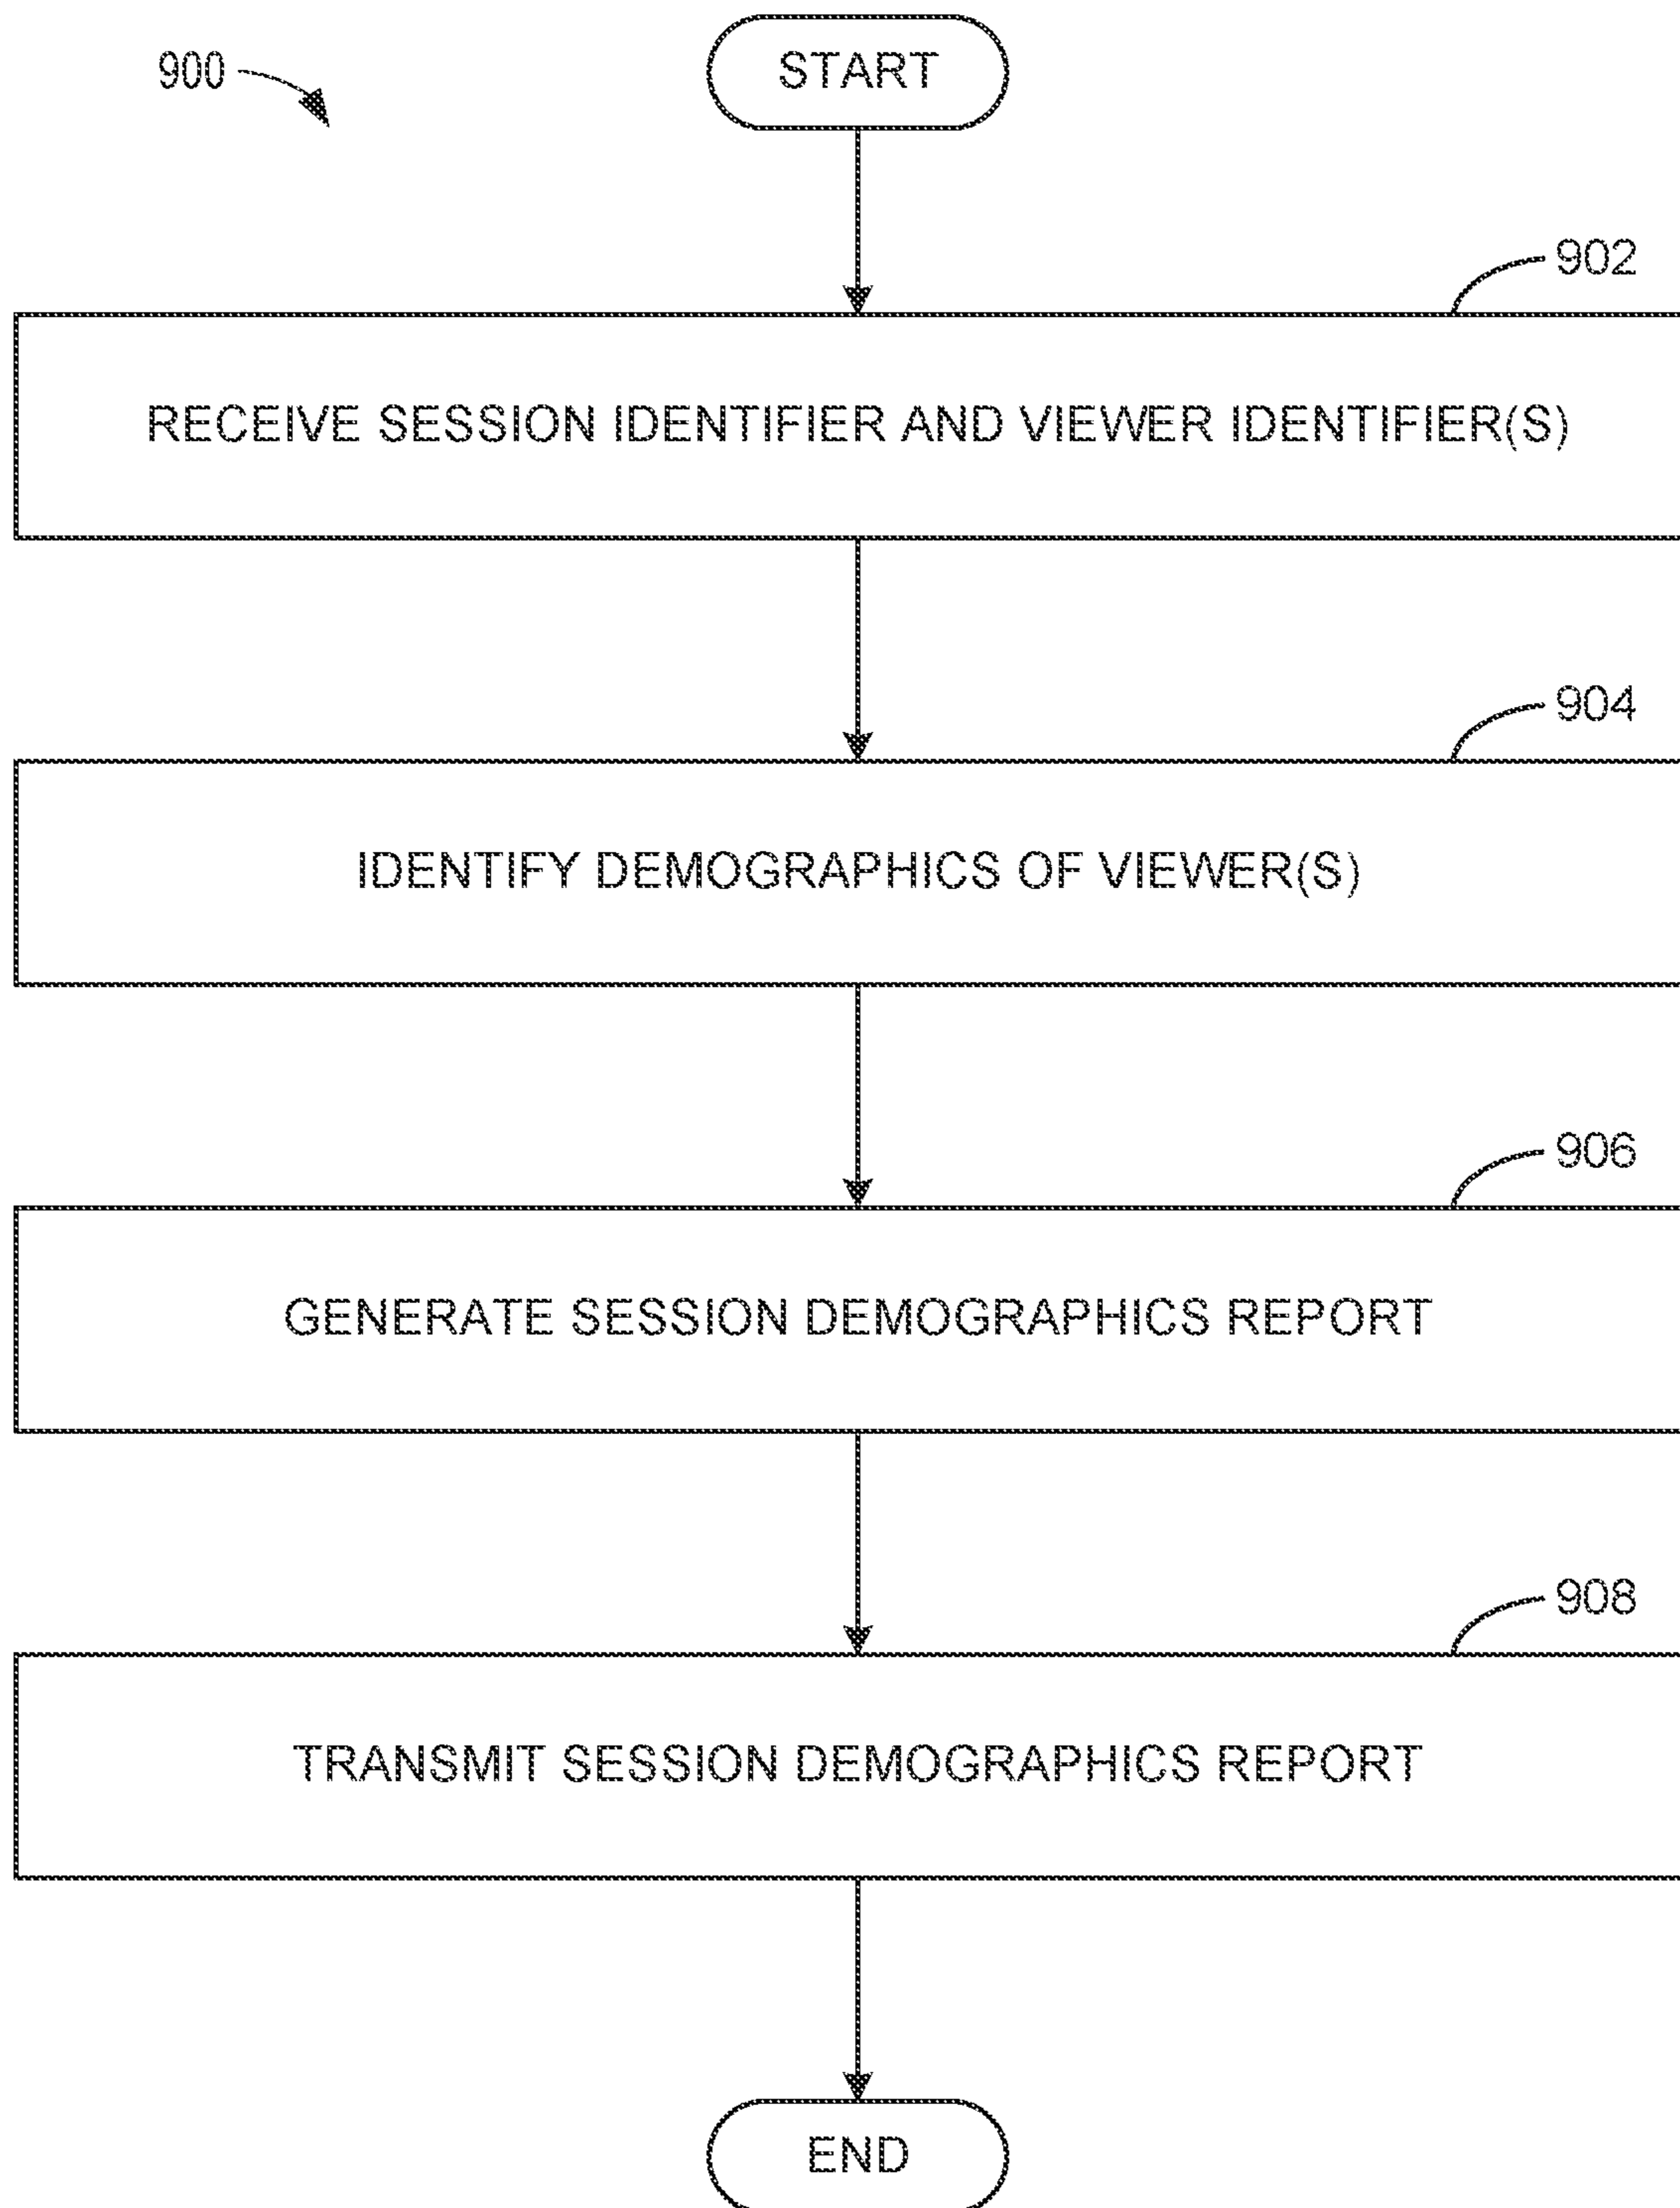 900
START
902
RECEIVE SESSION IDENTIFIER AND VIEWER IDENTIFIER(S)
904
IDENTIFY DEMOGRAPHICS OF VIEWER(S)
906
GENERATE SESSION DEMOGRAPHICS REPORT
908
TRANSMIT SESSION DEMOGRAPHICS REPORT
END